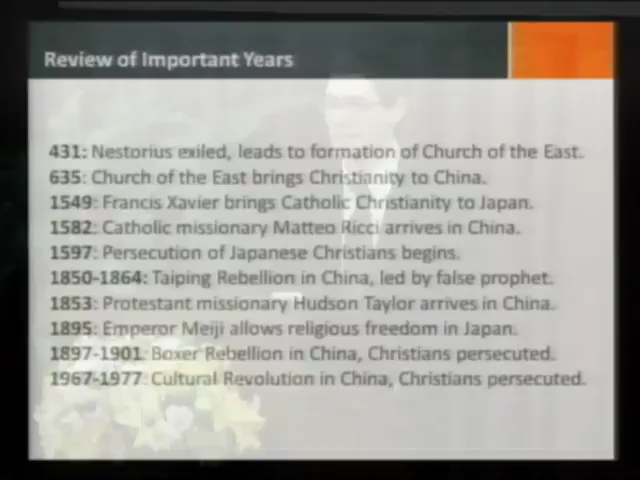 Review of Important Years
431: Nestorius exiled, leads to formation of Church of the East.
635: Church of the East brings Christianity to China.
1549: Francis Xavier brings Catholic Christianity to Japan.
1582: Catholic missionary Matteo Ricci arrives in China.
1597: Persecution of Japanese Christians begins.
1850-1864: Taiping Rebellion in China, led by false prophet.
1853: Protestant missionary Hudson Taylor arrives in China.
1895: Emperor Meiji allows religious freedom in Japan.
1897-1901: Boxer Rebellion in China, Christians persecuted.
1967-1977: Cultural Revolution in China, Christians persecuted.